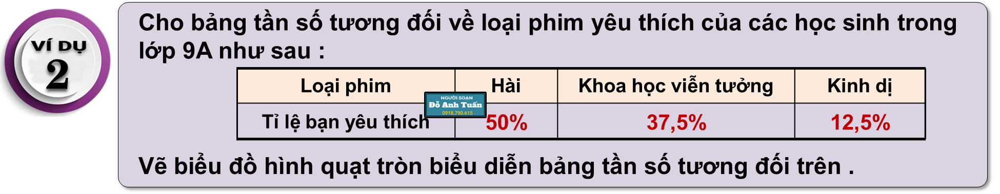 VÍ DỤ
2
Cho bảng tần số tương đối về loại phim yêu thích của các học sinh trong
lớp 9A như sau :
Loại phim Hài Khoa học viễn tưởng Kinh dị
NGƯỜI SOẠN
Đỗ Anh Tuấn
0918.790.615
Tỉ lệ bạn yêu thích 50% 37,5% 12,5%
Vẽ biểu đồ hình quạt tròn biểu diễn bảng tần số tương đối trên .